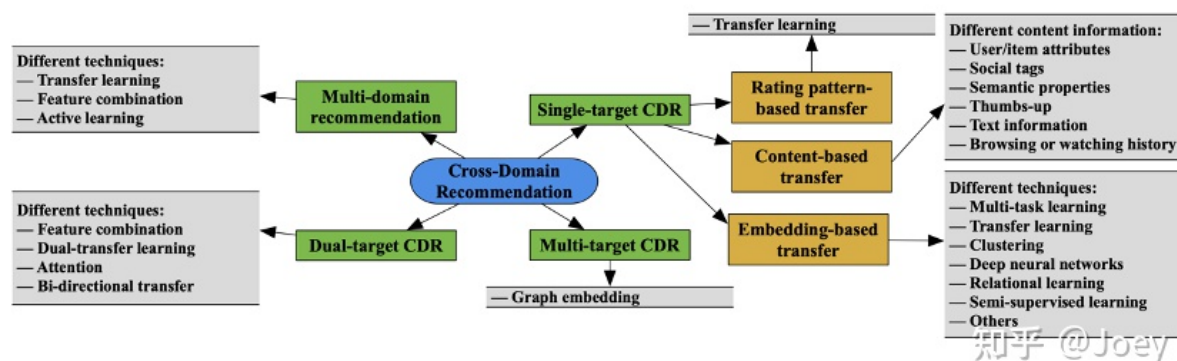 Different techniques:
— Transfer learning
— Feature combination
— Active learning
Multi-domain
recommendation
Different techniques:
— Feature combination
— Dual-transfer learning
— Attention
— Bi-directional transfer
Dual-target CDR
Cross-Domain
Recommendation
Single-target CDR
Multi-target CDR
— Graph embedding
— Transfer learning
Rating pattern-
based transfer
Content-based
transfer
Embedding-based
transfer
Different content information:
— User/item attributes
— Social tags
— Semantic properties
— Thumbs-up
— Text information
— Browsing or watching history
Different techniques:
— Multi-task learning
— Transfer learning
— Clustering
— Deep neural networks
— Relational learning
— Semi-supervised learning
— Others
知乎 @Joey